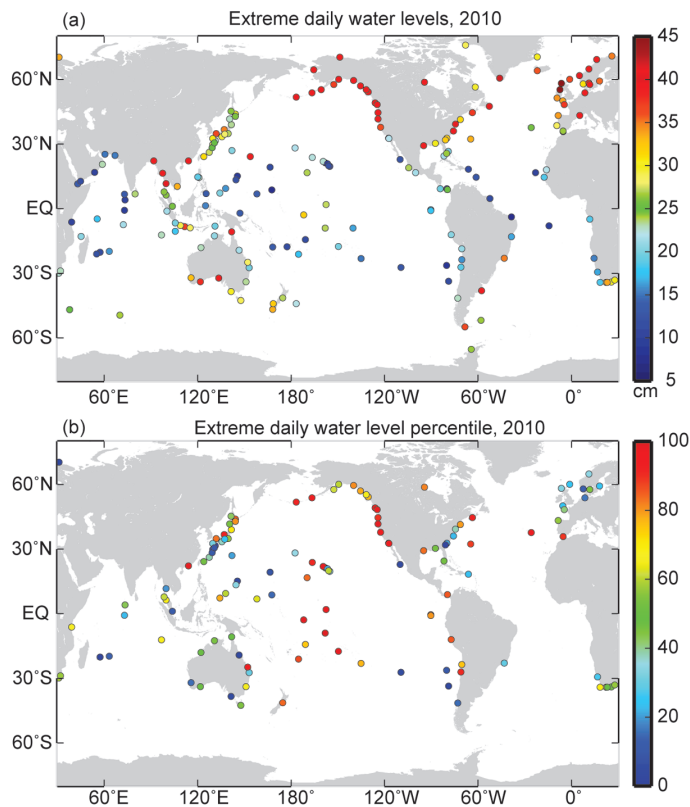 (a) Extreme daily water levels, 2010
45
60°N
40
35
30°N
30
EQ
25
20
30°S
15
60°S
10
5
60°E 120°E 180° 120°W 60°W 0° cm
(b) Extreme daily water level percentile, 2010
100
60°N
80
30°N
60
EQ
40
30°S
20
60°S
0
60°E 120°E 180° 120°W 60°W 0°